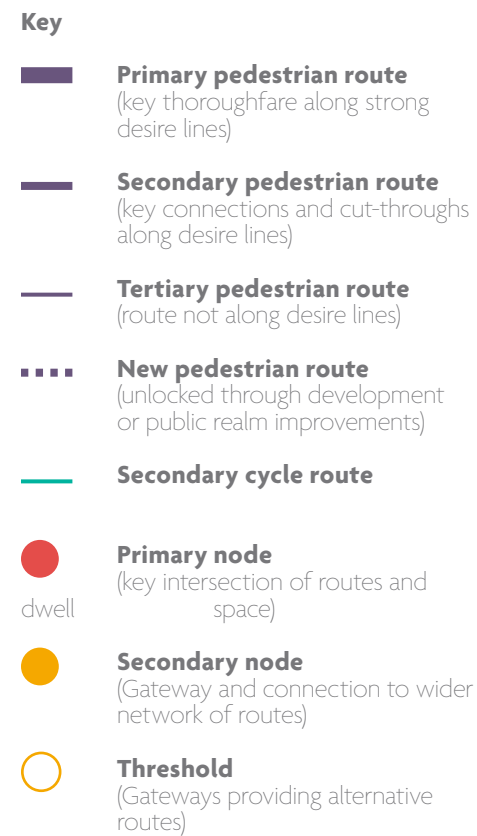 Key
Primary pedestrian route
(key thoroughfare along strong
desire lines)
Secondary pedestrian route
(key connections and cut-throughs
along desire lines)
Tertiary pedestrian route
(route not along desire lines)
New pedestrian route
(unlocked through development
or public realm improvements)
Secondary cycle route
Primary node
(key intersection of routes and
dwell space)
Secondary node
(Gateway and connection to wider
network of routes)
Threshold
(Gateways providing alternative
routes)